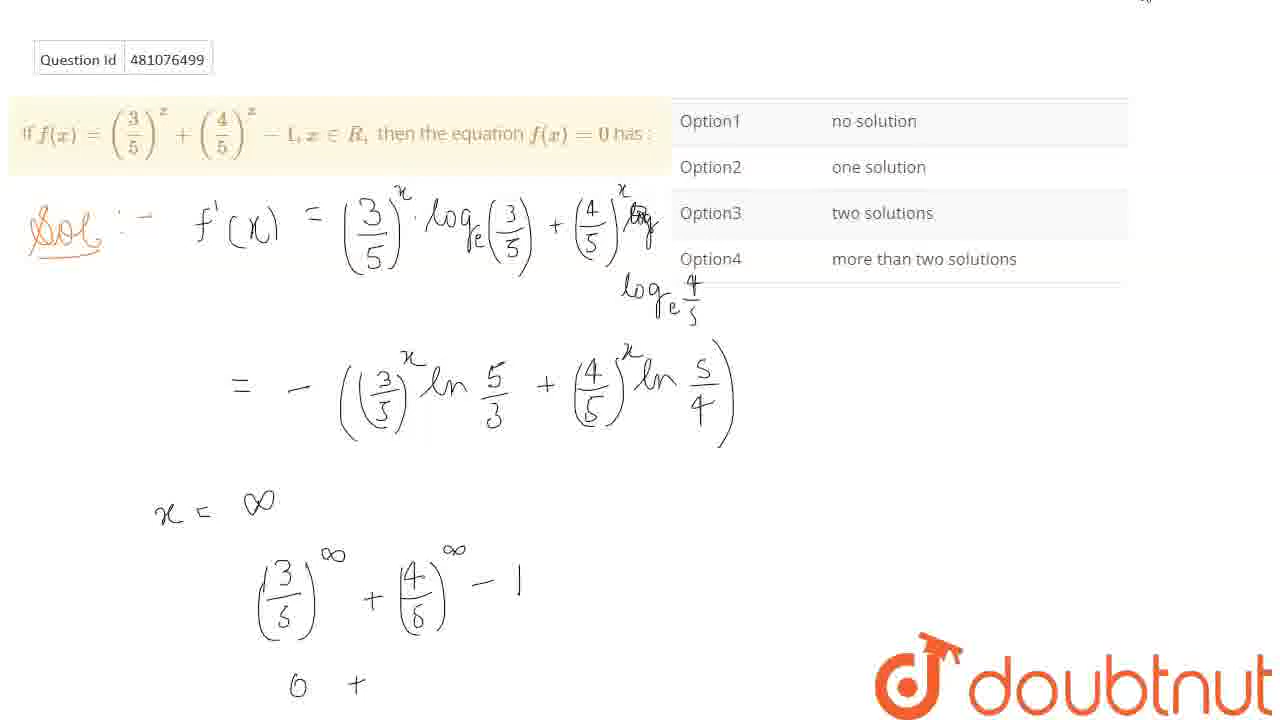 Question Id 481076499
If f(x) = (3/5)^x + (4/5)^x − 1, x ∈ R, then the equation f(x) = 0 has :
Option1 no solution
Option2 one solution
Option3 two solutions
Option4 more than two solutions
Sol :- f'(x) = (3/5)^x · log_e (3/5) + (4/5)^x
log_e 4/5
= − ((3/5)^x ln 5/3 + (4/5)^x ln 5/4)
x = ∞
(3/5)^∞ + (4/5)^∞ − 1
0 +
doubtnut